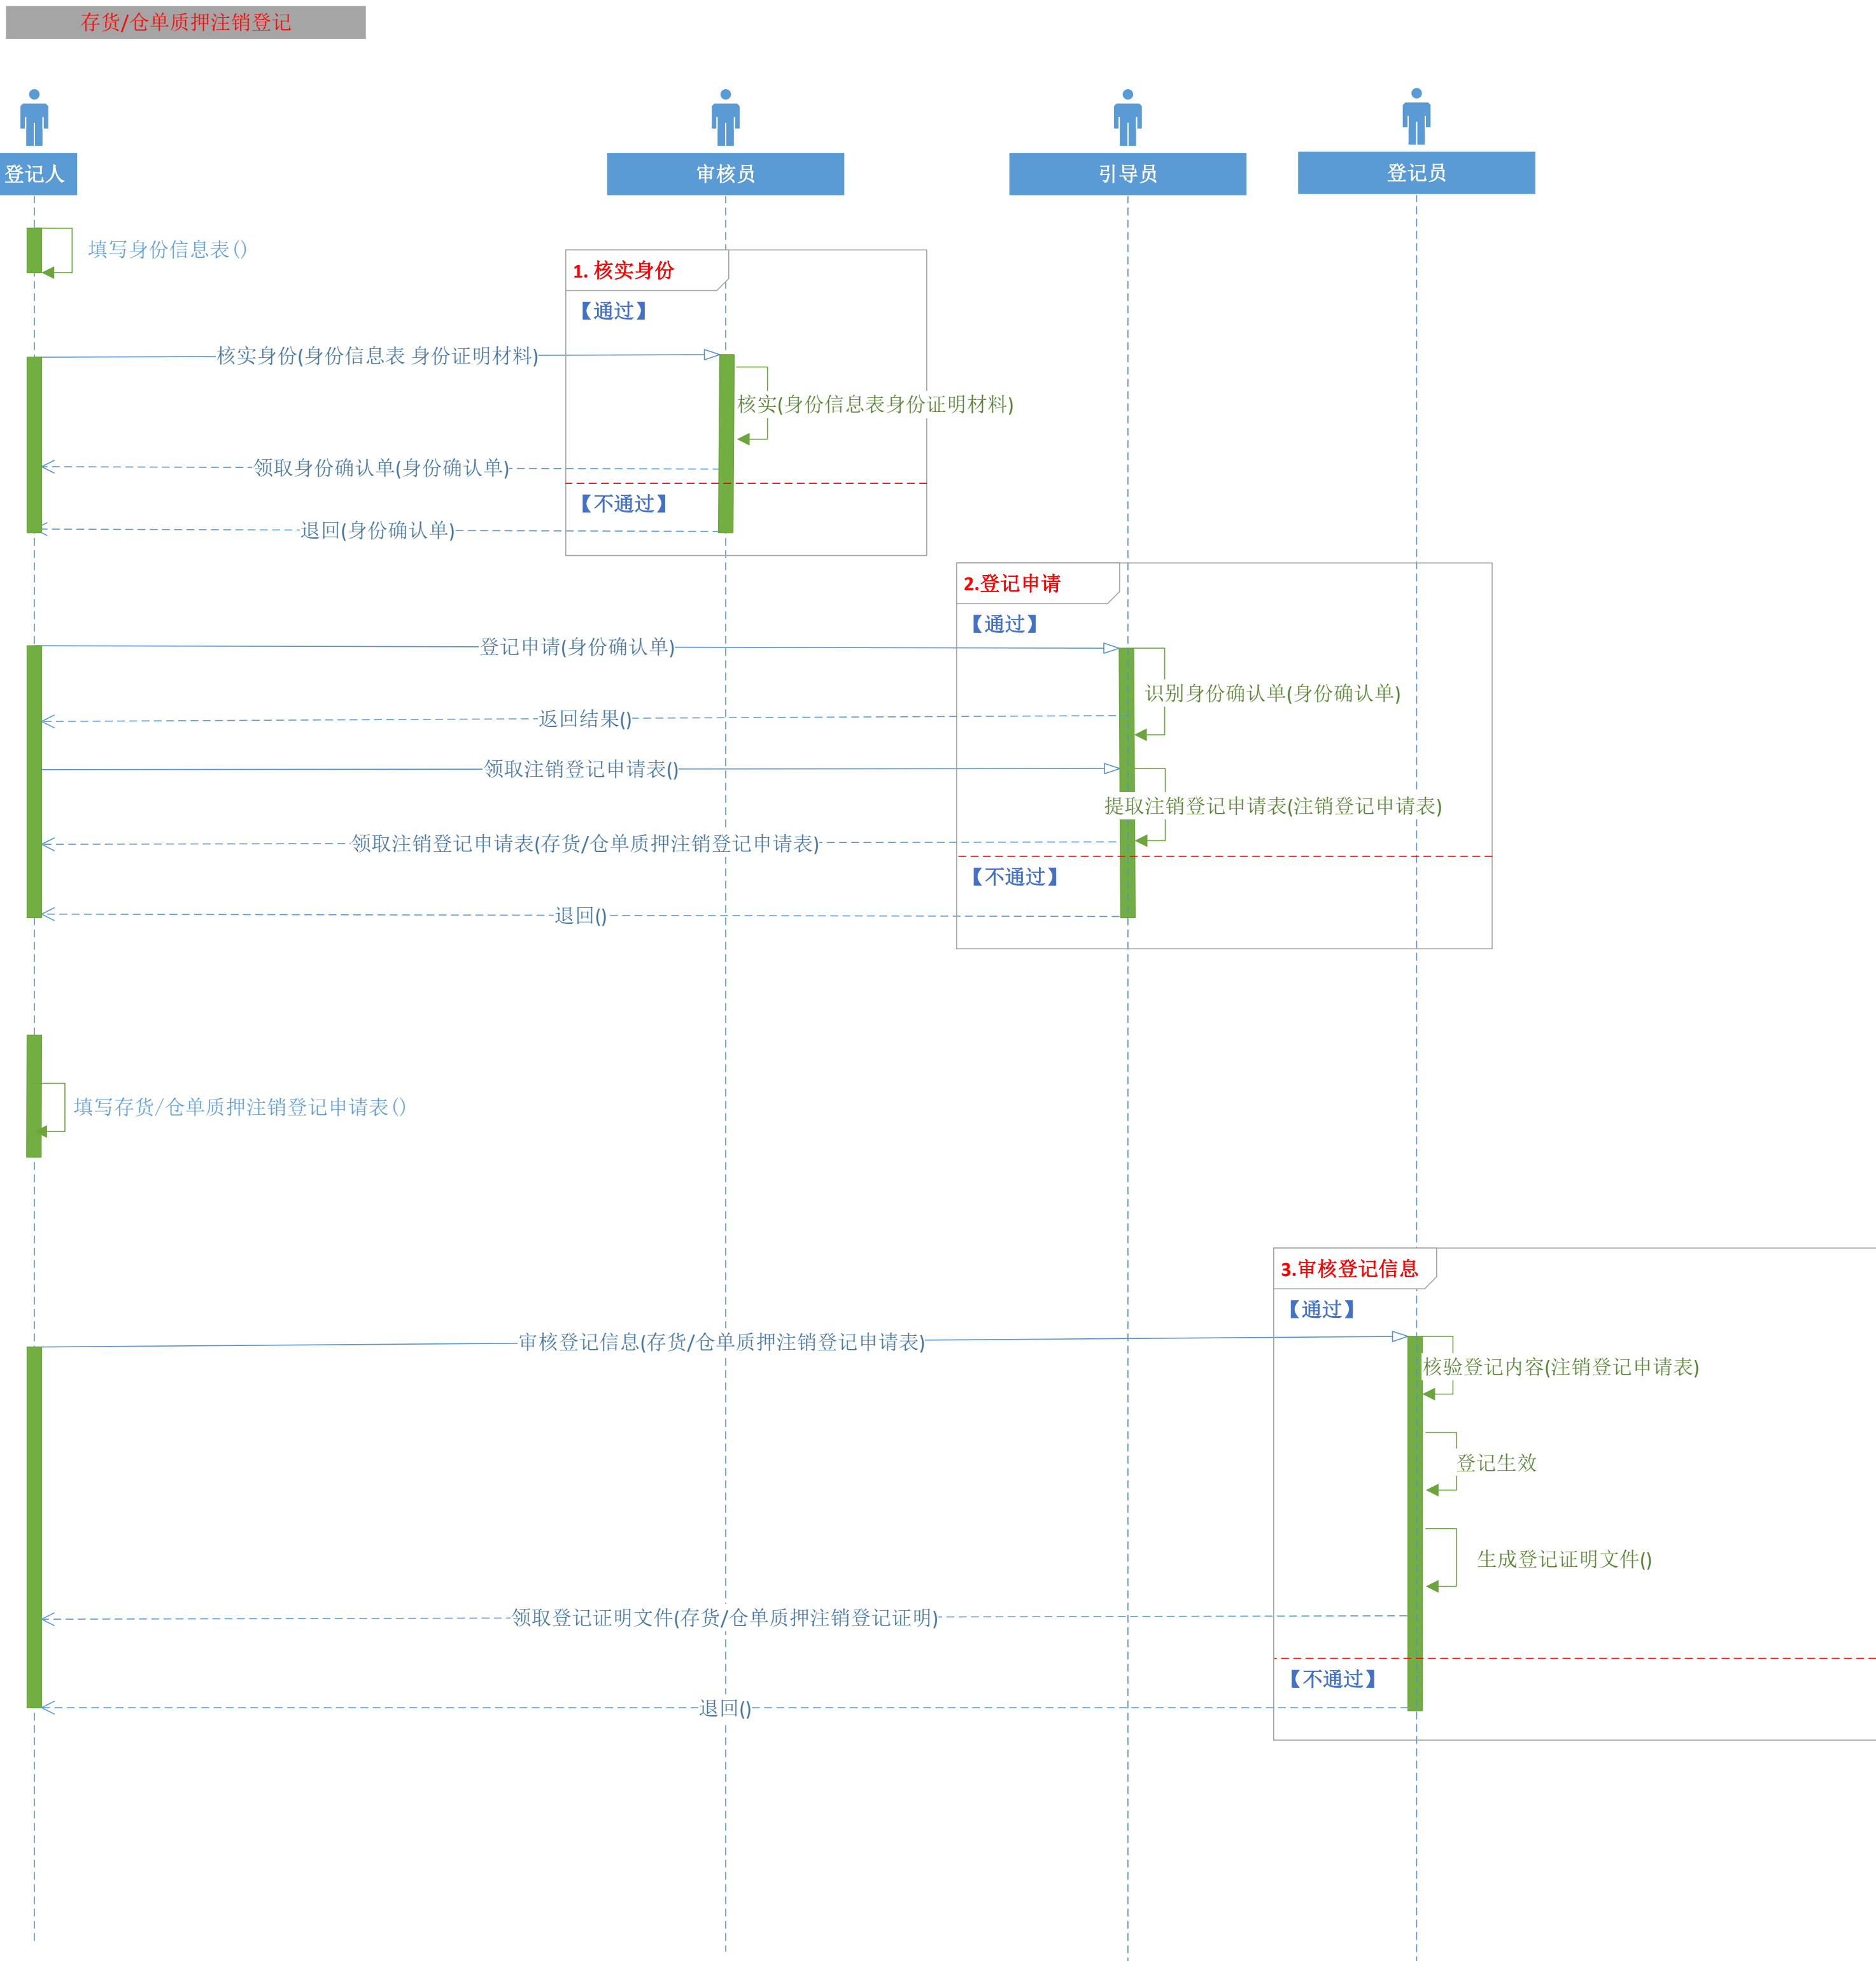 存货/仓单质押注销登记
登记人
审核员
引导员
登记员
填写身份信息表()
1. 核实身份
【通过】
核实身份(身份信息表 身份证明材料)
核实(身份信息表身份证明材料)
领取身份确认单(身份确认单)
【不通过】
退回(身份确认单)
2.登记申请
【通过】
登记申请(身份确认单)
识别身份确认单(身份确认单)
返回结果()
领取注销登记申请表()
提取注销登记申请表(注销登记申请表)
领取注销登记申请表(存货/仓单质押注销登记申请表)
【不通过】
退回()
填写存货/仓单质押注销登记申请表()
3.审核登记信息
【通过】
审核登记信息(存货/仓单质押注销登记申请表)
核验登记内容(注销登记申请表)
登记生效
生成登记证明文件()
领取登记证明文件(存货/仓单质押注销登记证明)
【不通过】
退回()